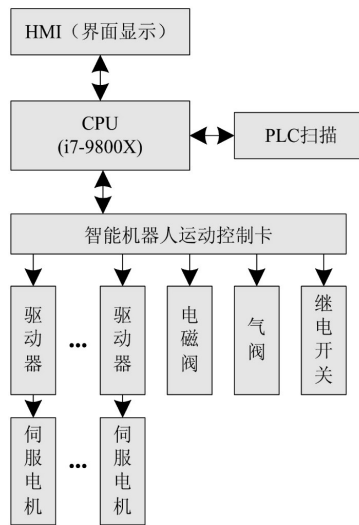 HMI（界面显示）
CPU
(i7-9800X)
PLC扫描
智能机器人运动控制卡
驱动器
...
驱动器
电磁阀
气阀
继电开关
伺服电机
...
伺服电机